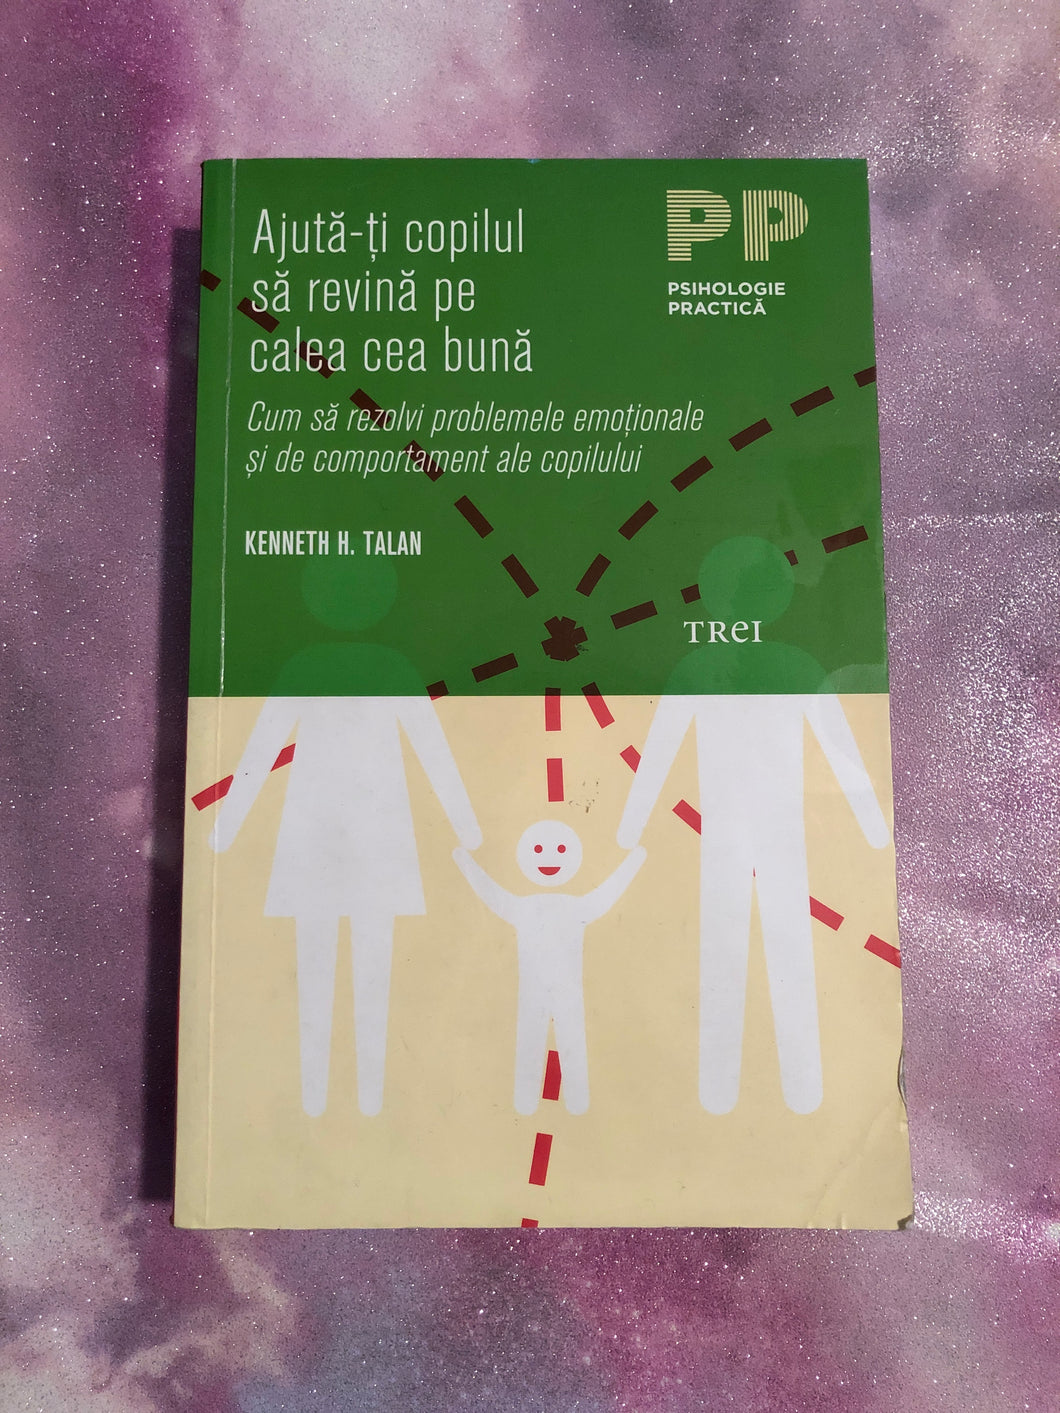 Ajută-ți copilul
să revină pe
calea cea bună
Cum să rezolvi problemele emoționale
și de comportament ale copilului
KENNETH H. TALAN
PP
PSIHOLOGIE
PRACTICĂ
TREI